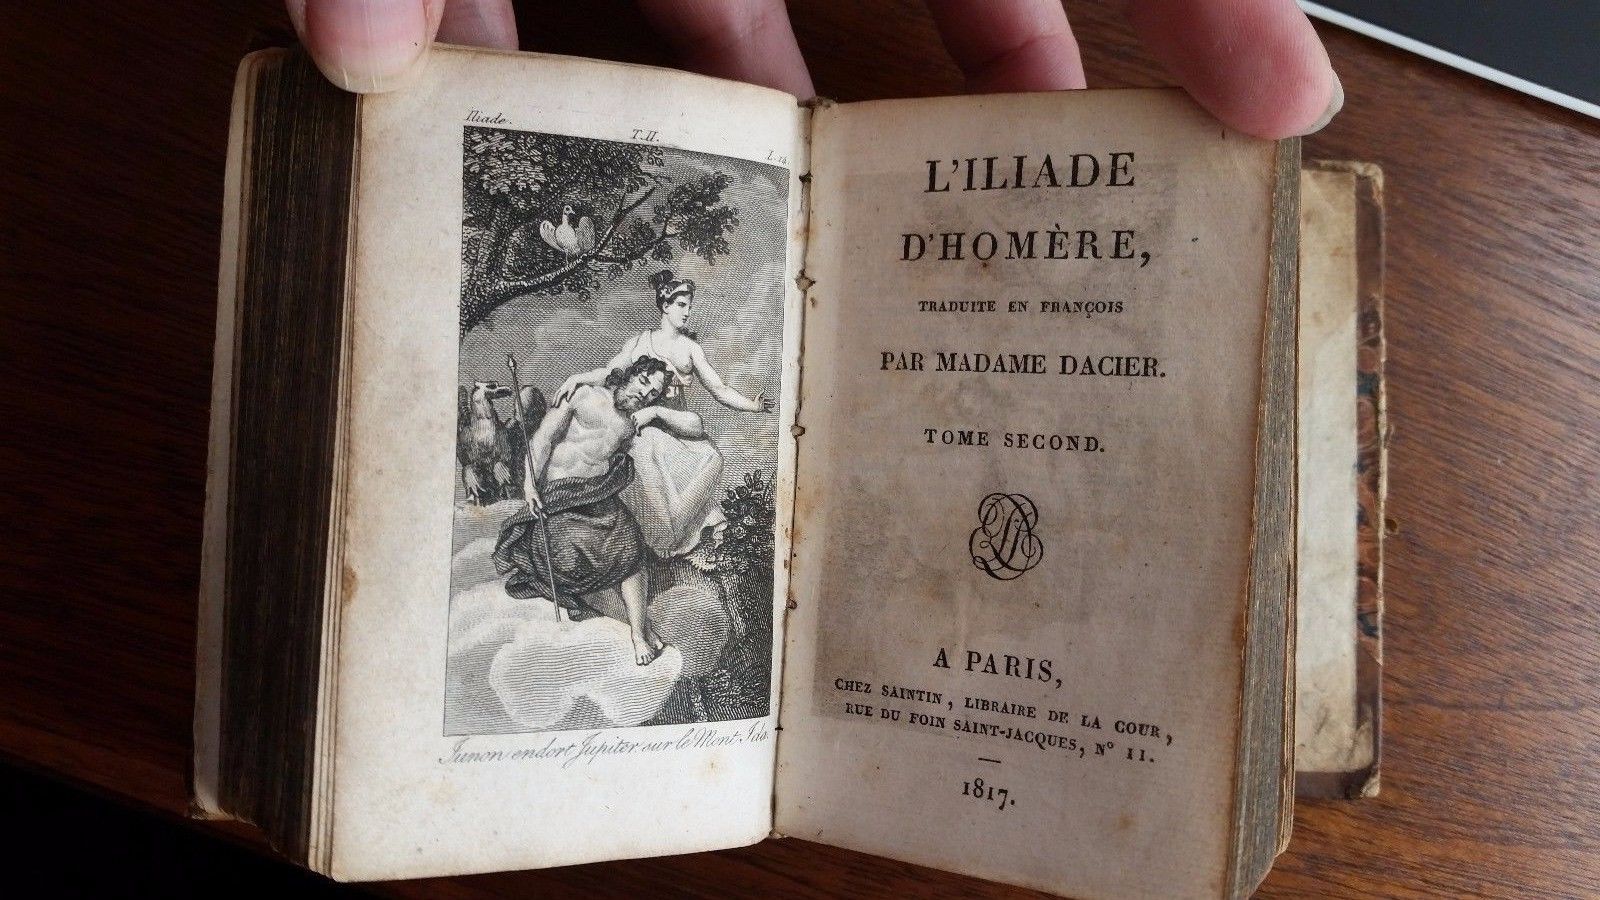 Iliade.
T.II.
L.14.
Junon endort Jupiter sur le Mont Ida.
L'ILIADE
D'HOMÈRE,
TRADUITE EN FRANÇOIS
PAR MADAME DACIER.
TOME SECOND.
A PARIS,
CHEZ SAINTIN, LIBRAIRE DE LA COUR,
RUE DU FOIN SAINT-JACQUES, N° 11.
1817.